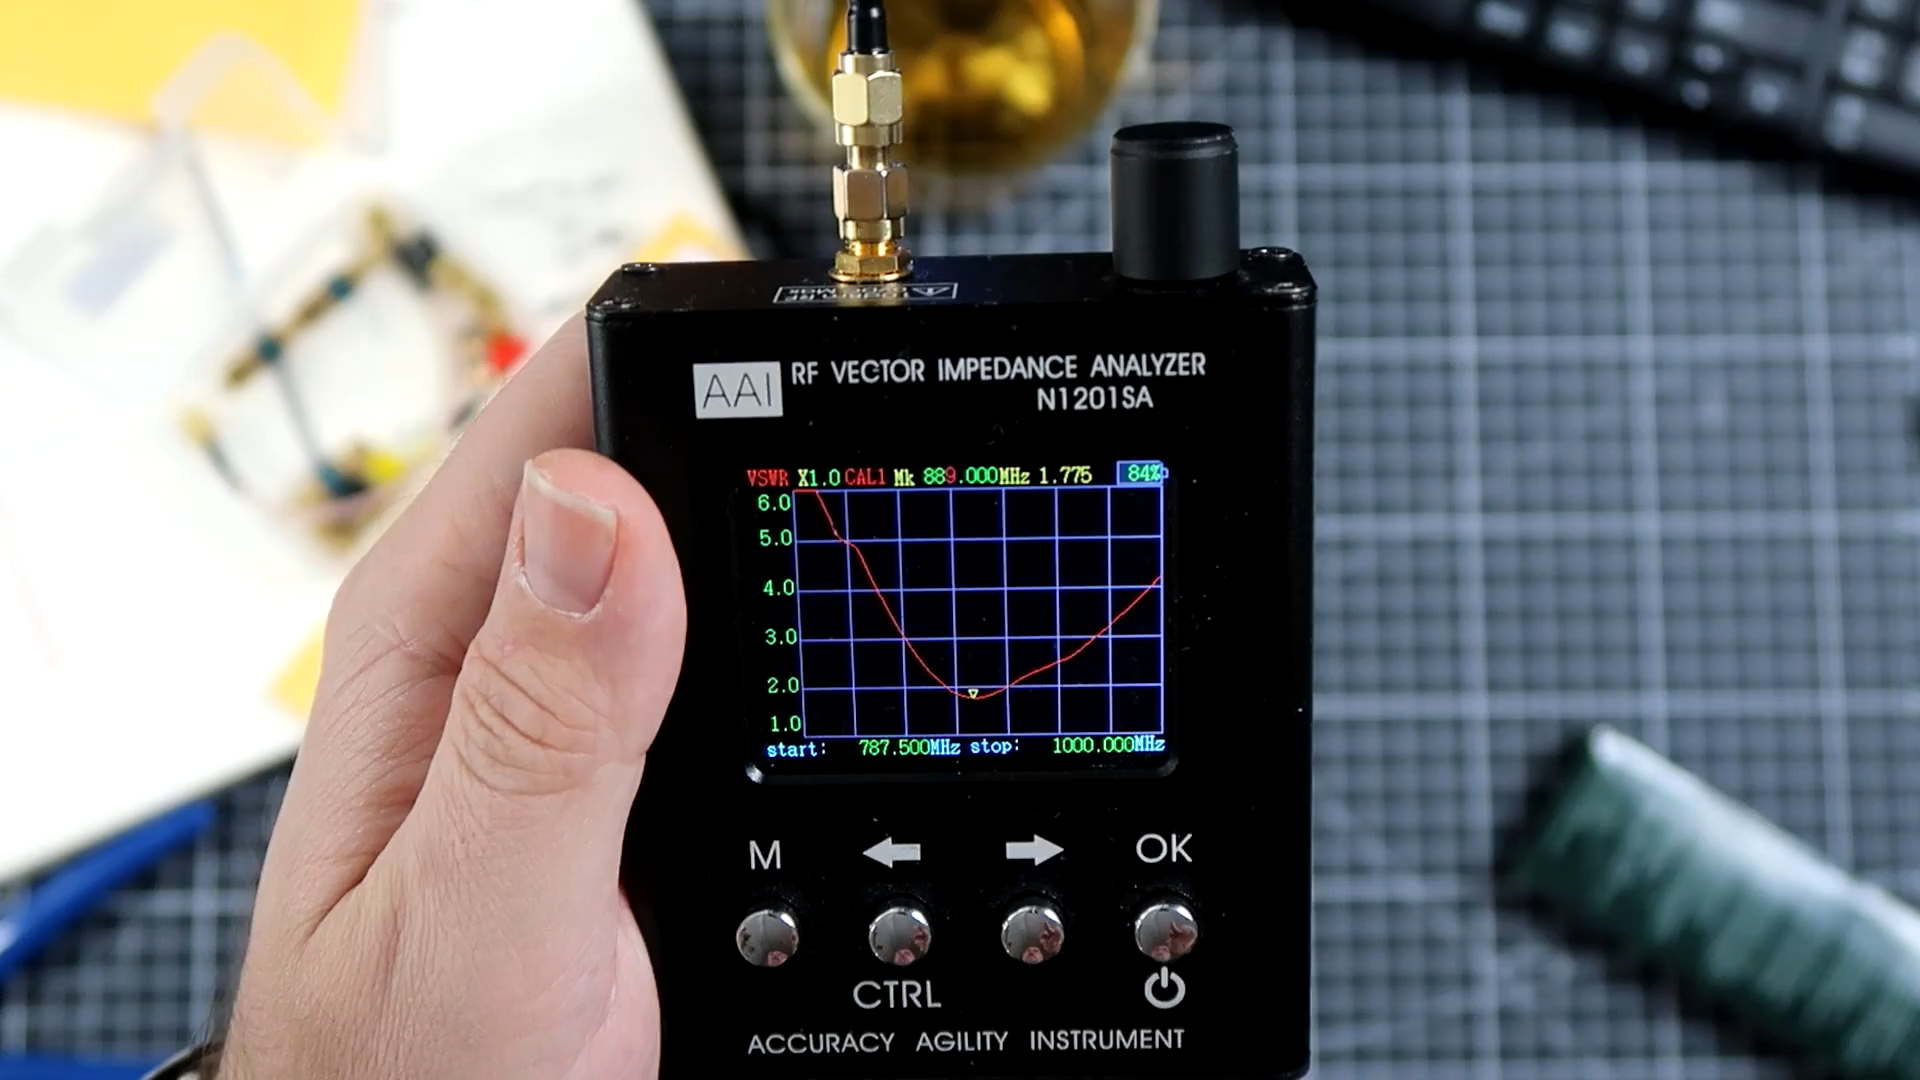 AAI RF VECTOR IMPEDANCE ANALYZER
N1201SA
VSWR X1.0 CAL1 Mk 889.000MHz 1.775 84%
6.0
5.0
4.0
3.0
2.0
1.0
start: 787.500MHz stop: 1000.000MHz
M OK
CTRL
ACCURACY AGILITY INSTRUMENT